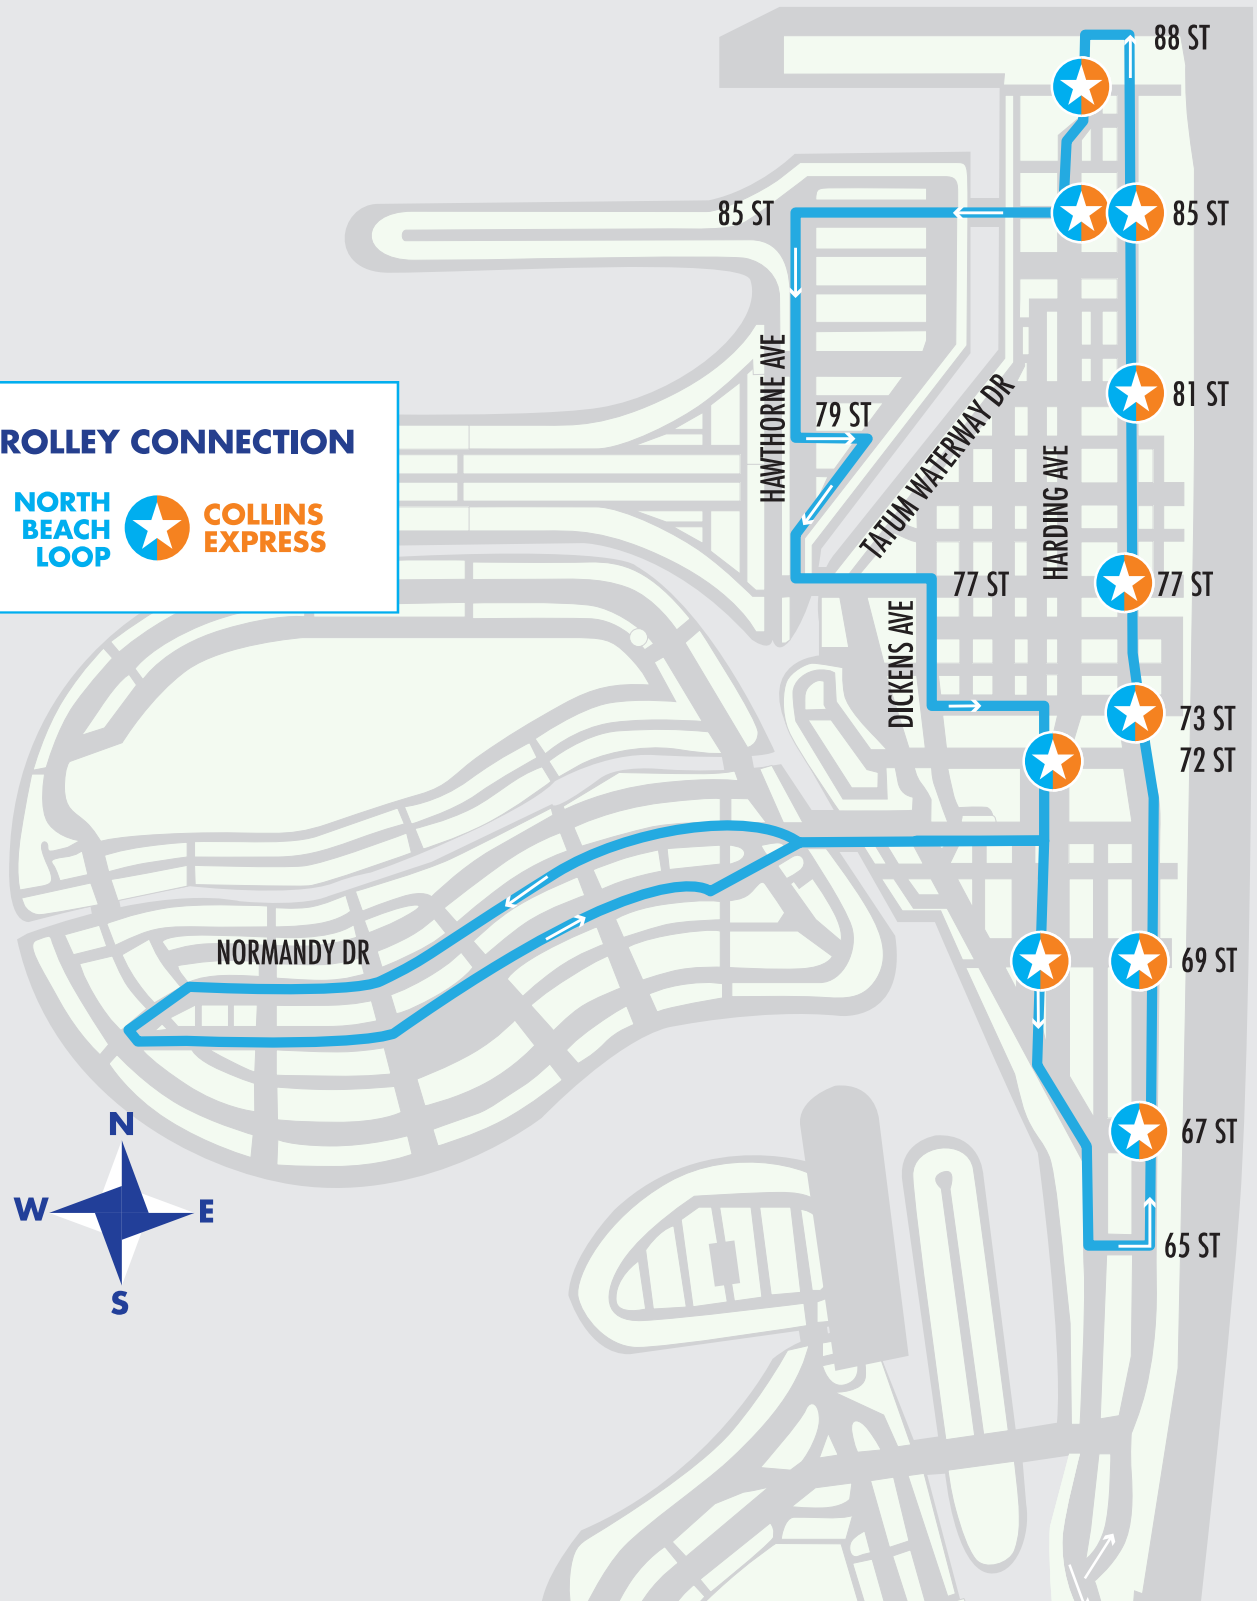 88 ST
85 ST
85 ST
HAWTHORNE AVE
79 ST
TATUM WATERWAY DR
81 ST
HARDING AVE
ROLLEY CONNECTION
NORTH
BEACH
LOOP
COLLINS
EXPRESS
77 ST
77 ST
DICKENS AVE
73 ST
72 ST
NORMANDY DR
69 ST
67 ST
65 ST
N
W
E
S